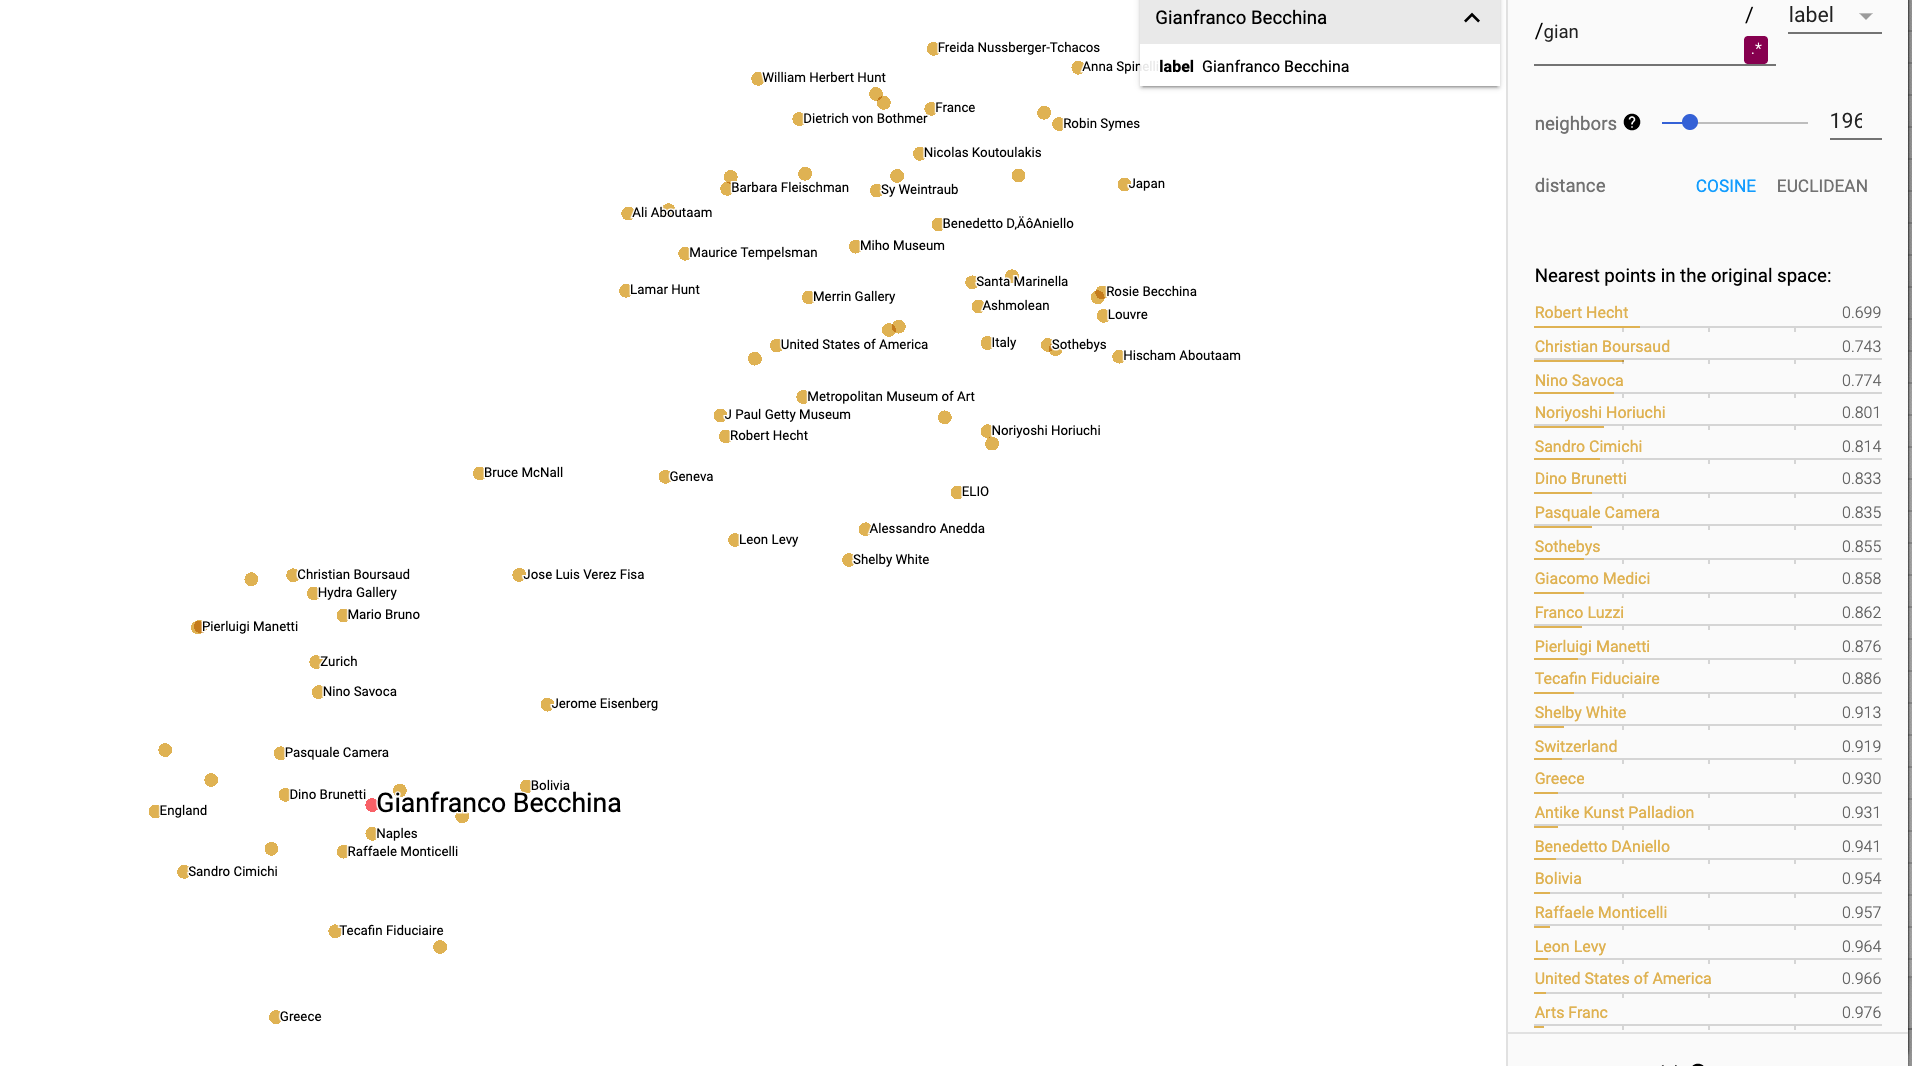 Gianfranco Becchina
label Gianfranco Becchina
Freida Nussberger-Tchacos
Anna Spinel
William Herbert Hunt
France
Dietrich von Bothmer
Robin Symes
Nicolas Koutoulakis
Barbara Fleischman
Sy Weintraub
Japan
Ali Aboutaam
Benedetto D‚ÄôAniello
Miho Museum
Maurice Tempelsman
Santa Marinella
Lamar Hunt
Rosie Becchina
Merrin Gallery
Ashmolean
Louvre
United States of America
Italy
Sothebys
Hischam Aboutaam
Metropolitan Museum of Art
J Paul Getty Museum
Noriyoshi Horiuchi
Robert Hecht
Bruce McNall
Geneva
ELIO
Alessandro Anedda
Leon Levy
Shelby White
Christian Boursaud
Jose Luis Verez Fisa
Hydra Gallery
Mario Bruno
Pierluigi Manetti
Zurich
Nino Savoca
Jerome Eisenberg
Pasquale Camera
Bolivia
Dino Brunetti
Gianfranco Becchina
England
Naples
Raffaele Monticelli
Sandro Cimichi
Tecafin Fiduciaire
Greece
/gian / .* label
neighbors ? 196
distance COSINE EUCLIDEAN
Nearest points in the original space:
Robert Hecht 0.699
Christian Boursaud 0.743
Nino Savoca 0.774
Noriyoshi Horiuchi 0.801
Sandro Cimichi 0.814
Dino Brunetti 0.833
Pasquale Camera 0.835
Sothebys 0.855
Giacomo Medici 0.858
Franco Luzzi 0.862
Pierluigi Manetti 0.876
Tecafin Fiduciaire 0.886
Shelby White 0.913
Switzerland 0.919
Greece 0.930
Antike Kunst Palladion 0.931
Benedetto DAniello 0.941
Bolivia 0.954
Raffaele Monticelli 0.957
Leon Levy 0.964
United States of America 0.966
Arts Franc 0.976